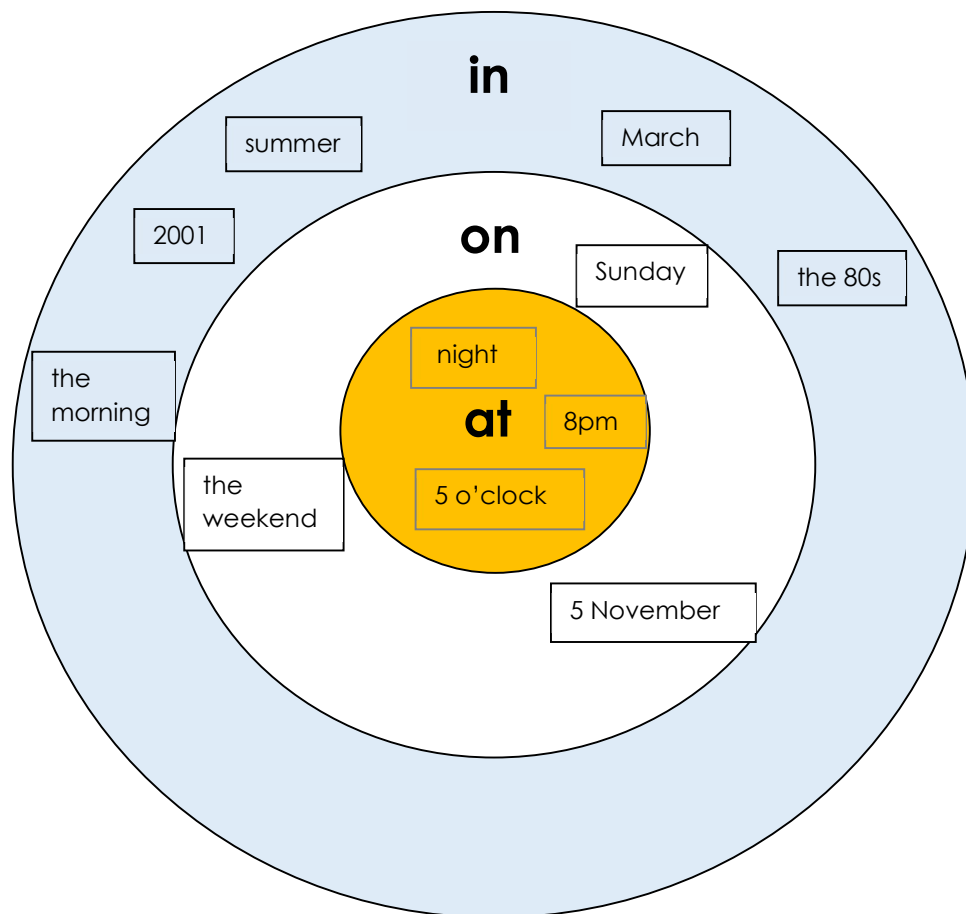 in
summer
March
2001
on
Sunday
the 80s
night
the
morning
at
8pm
the
weekend
5 o’clock
5 November